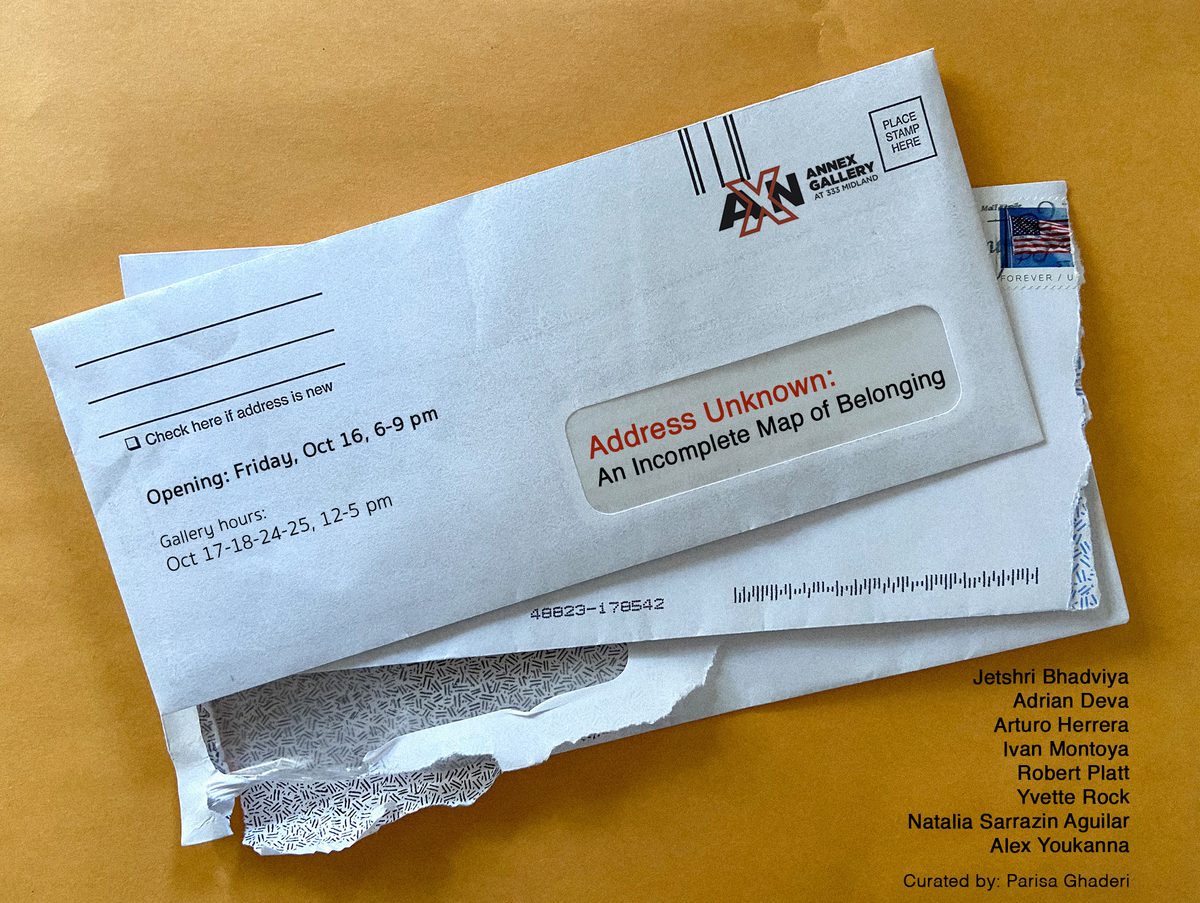 PLACE
STAMP
HERE
AXN
ANNEX
GALLERY
AT 333 MIDLAND
FOREVER / U
Check here if address is new
Opening: Friday, Oct 16, 6-9 pm
Gallery hours:
Oct 17-18-24-25, 12-5 pm
Address Unknown:
An Incomplete Map of Belonging
48823-178542
Jetshri Bhadviya
Adrian Deva
Arturo Herrera
Ivan Montoya
Robert Platt
Yvette Rock
Natalia Sarrazin Aguilar
Alex Youkanna
Curated by: Parisa Ghaderi